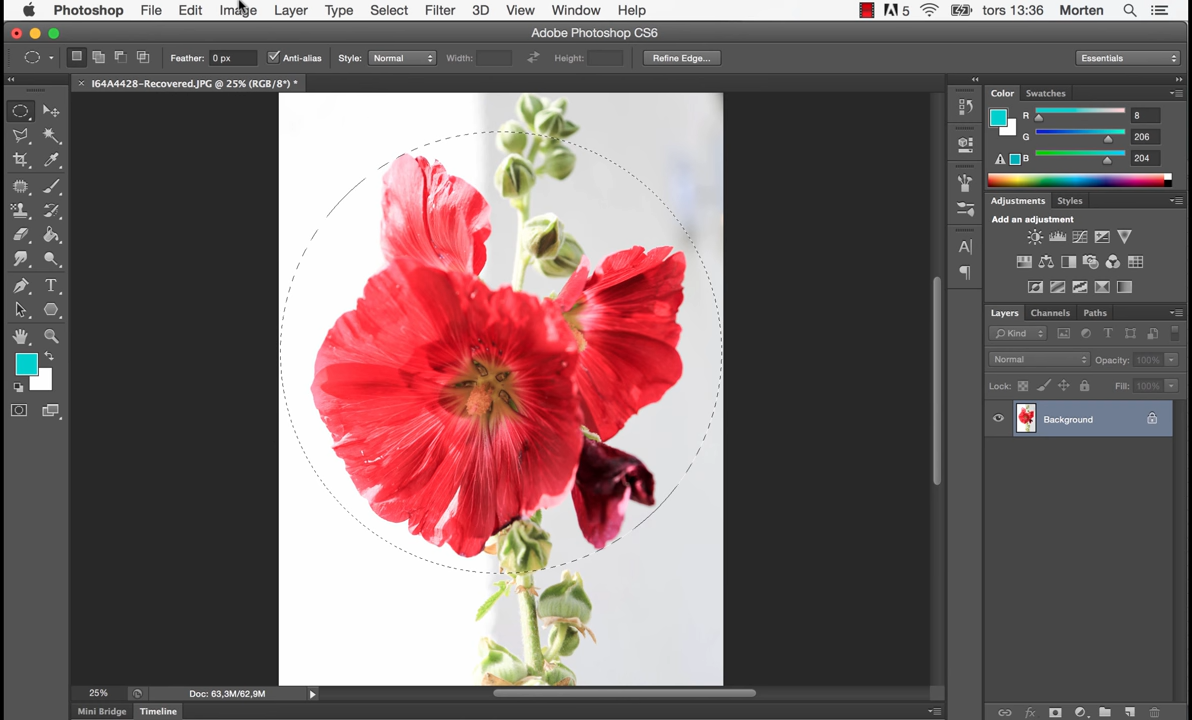 Photoshop File Edit Image Layer Type Select Filter 3D View Window Help 5 tors 13:36 Morten
Adobe Photoshop CS6
Feather: 0 px Anti-alias Style: Normal Width: Height: Refine Edge... Essentials
I64A4428-Recovered.JPG @ 25% (RGB/8*) *
Color Swatches
R 8
G 206
B 204
Adjustments Styles
Add an adjustment
Layers Channels Paths
Kind
Normal Opacity: 100%
Lock: Fill: 100%
Background
25% Doc: 63,3M/62,9M
Mini Bridge Timeline